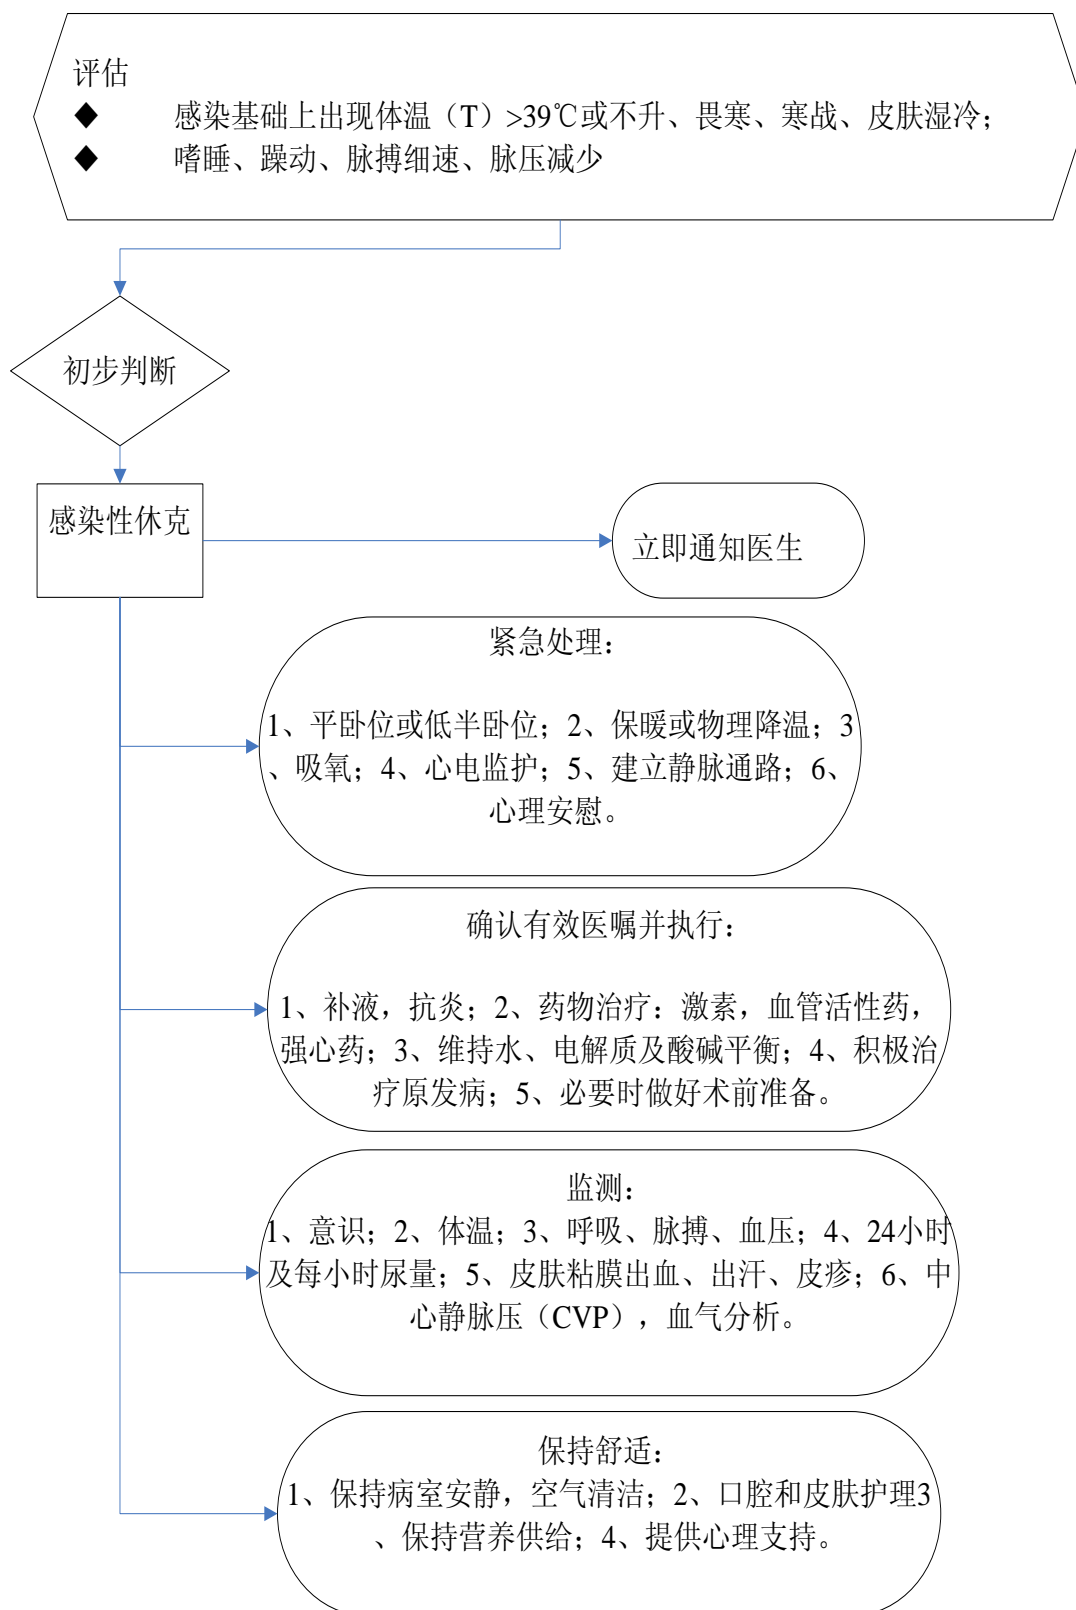 评估
◆ 感染基础上出现体温（T）>39℃或不升、畏寒、寒战、皮肤湿冷；
◆ 嗜睡、躁动、脉搏细速、脉压减少
初步判断
感染性休克
立即通知医生
紧急处理：
1、平卧位或低半卧位；2、保暖或物理降温；3
、吸氧；4、心电监护；5、建立静脉通路；6、
心理安慰。
确认有效医嘱并执行：
1、补液，抗炎；2、药物治疗：激素，血管活性药，
强心药；3、维持水、电解质及酸碱平衡；4、积极治
疗原发病；5、必要时做好术前准备。
监测：
1、意识；2、体温；3、呼吸、脉搏、血压；4、24小时
及每小时尿量；5、皮肤粘膜出血、出汗、皮疹；6、中
心静脉压（CVP），血气分析。
保持舒适：
1、保持病室安静，空气清洁；2、口腔和皮肤护理3
、保持营养供给；4、提供心理支持。